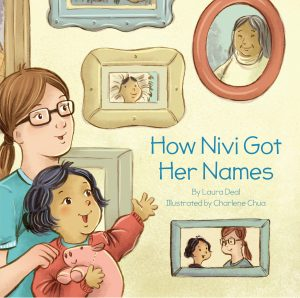 How Nivi Got
Her Names
By Laura Deal
Illustrated by Charlene Chua